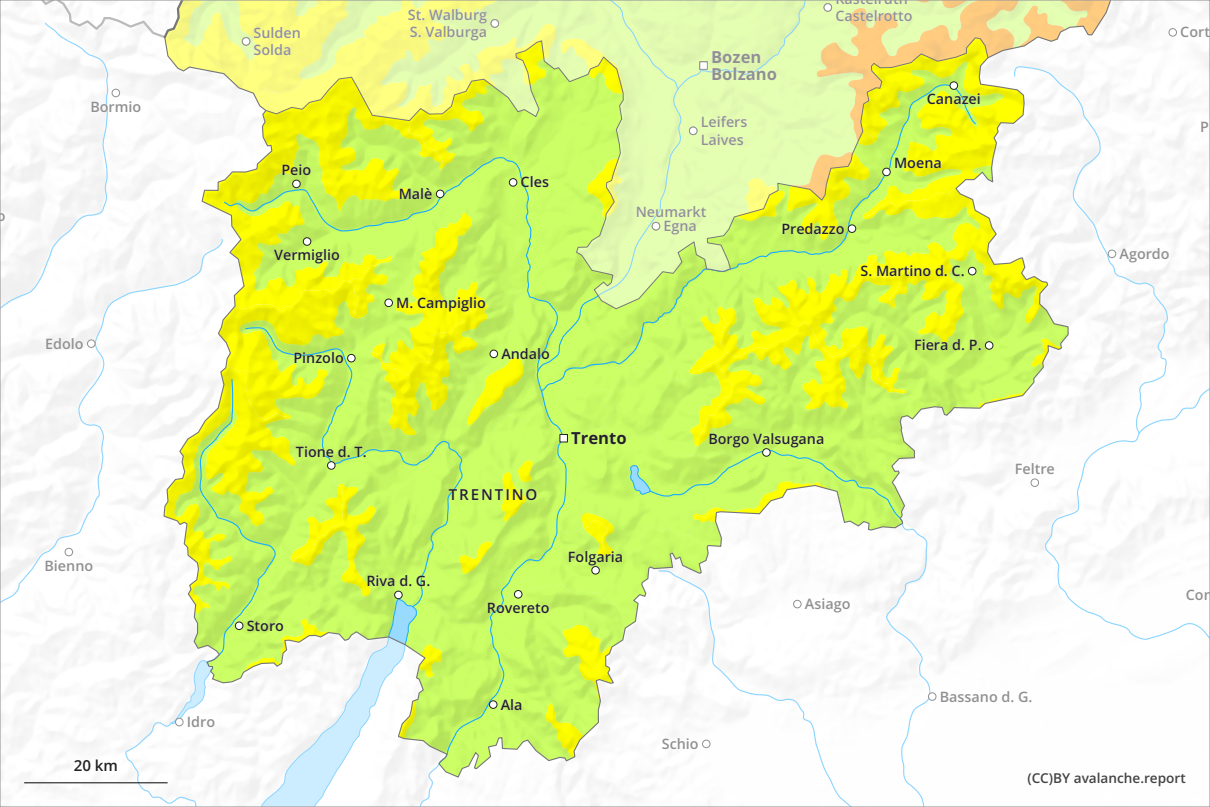 Kastelruth
Castelrotto
St. Walburg
S. Valburga
Sulden
Solda
Cort
Bozen
Bolzano
Bormio
Canazei
Leifers
Laives
P
Moena
Peio
Malè
Cles
Neumarkt
Egna
Predazzo
Vermiglio
Agordo
S. Martino d. C.
M. Campiglio
Edolo
Pinzolo
Andalo
Fiera d. P.
Trento
Borgo Valsugana
Tione d. T.
Feltre
TRENTINO
Bienno
Folgaria
Riva d. G.
Cor
Rovereto
Asiago
Storo
Bassano d. G.
Idro
Ala
Schio
20 km
(CC)BY avalanche.report